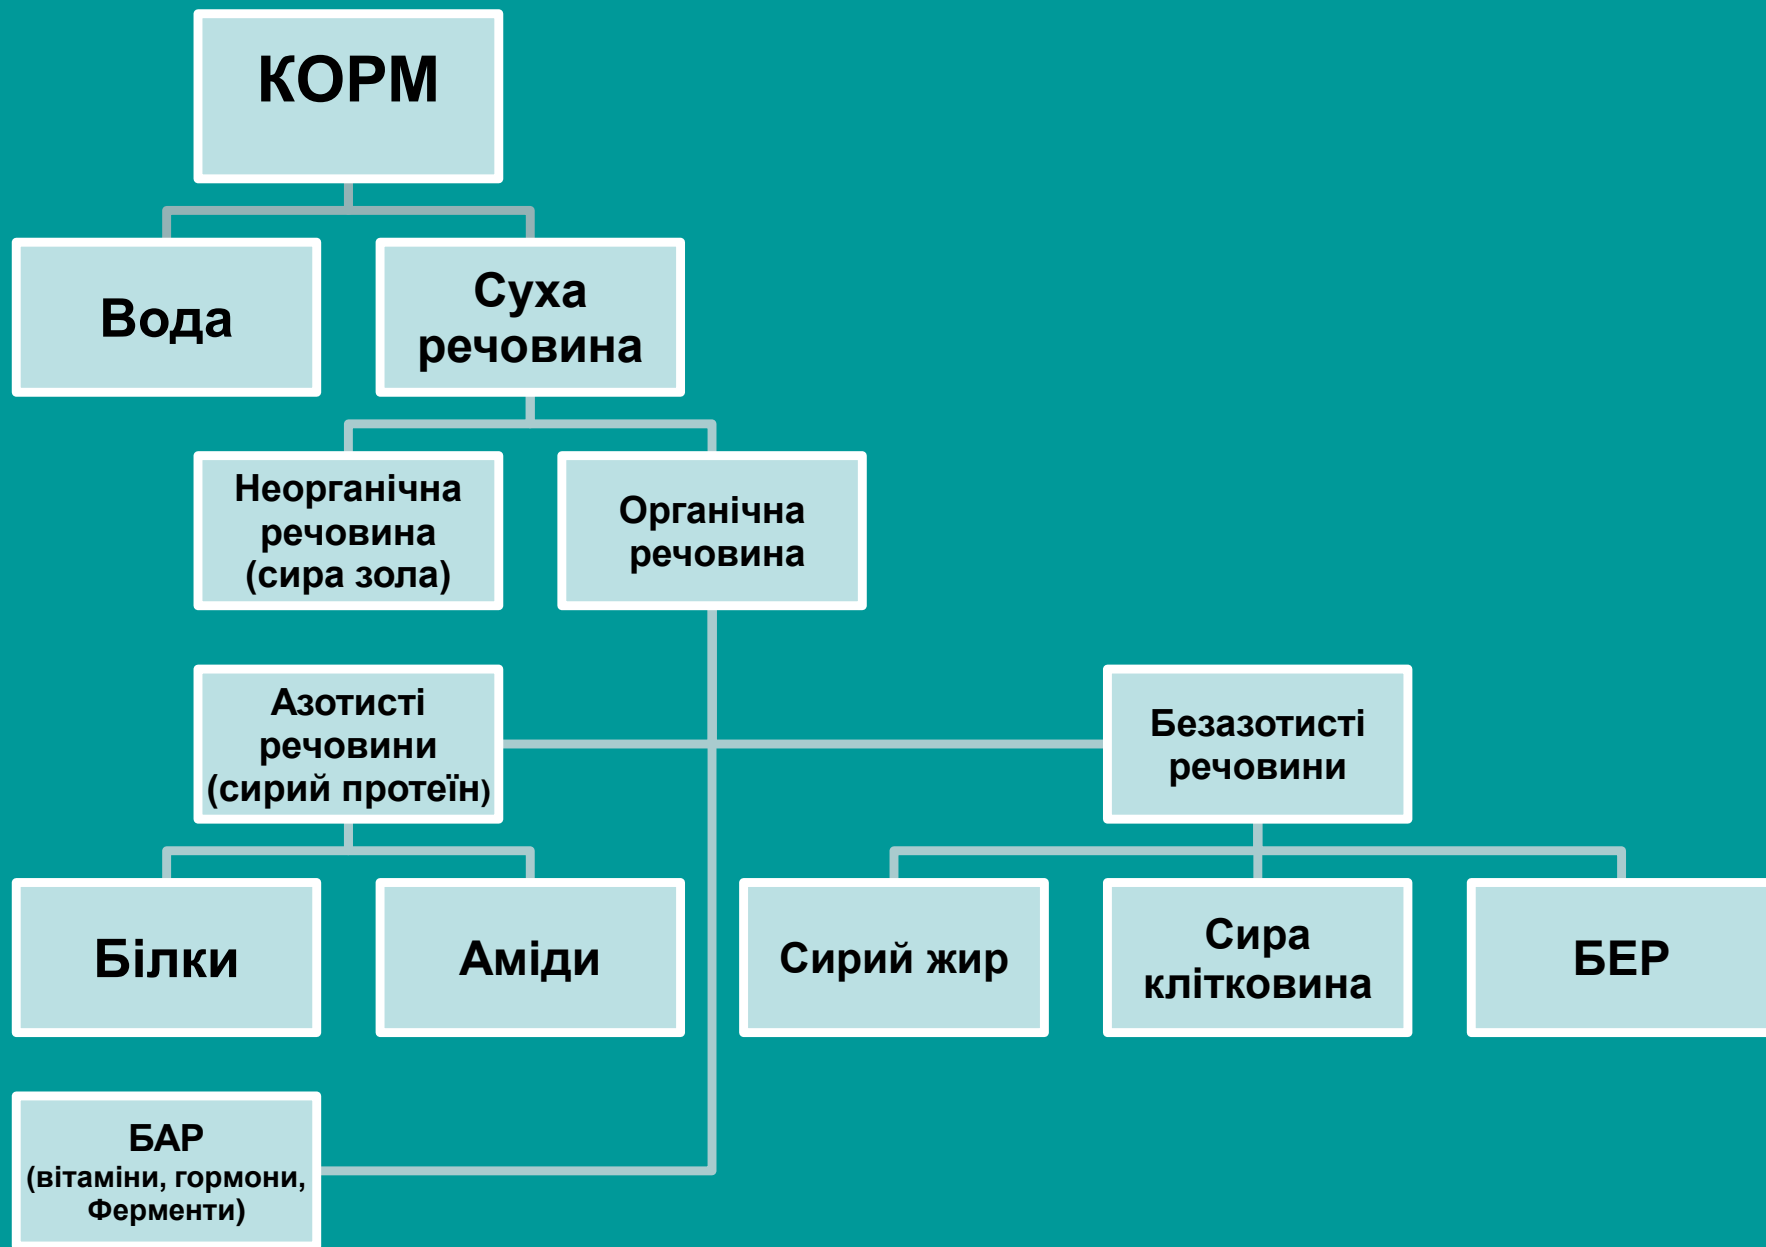 КОРМ
Вода
Суха
речовина
Неорганічна
речовина
(сира зола)
Органічна
речовина
Азотисті
речовини
(сирий протеїн)
Безазотисті
речовини
Білки
Аміди
Сирий жир
Сира
клітковина
БЕР
БАР
(вітаміни, гормони,
Ферменти)